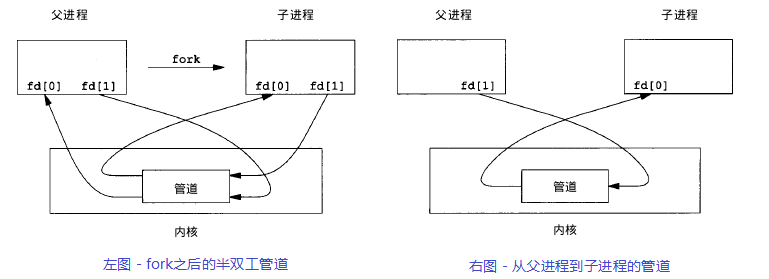 父进程
子进程
fork
fd[0] fd[1]
fd[0] fd[1]
管道
内核
左图 - fork之后的半双工管道
父进程
子进程
fd[1]
fd[0]
管道
内核
右图 - 从父进程到子进程的管道